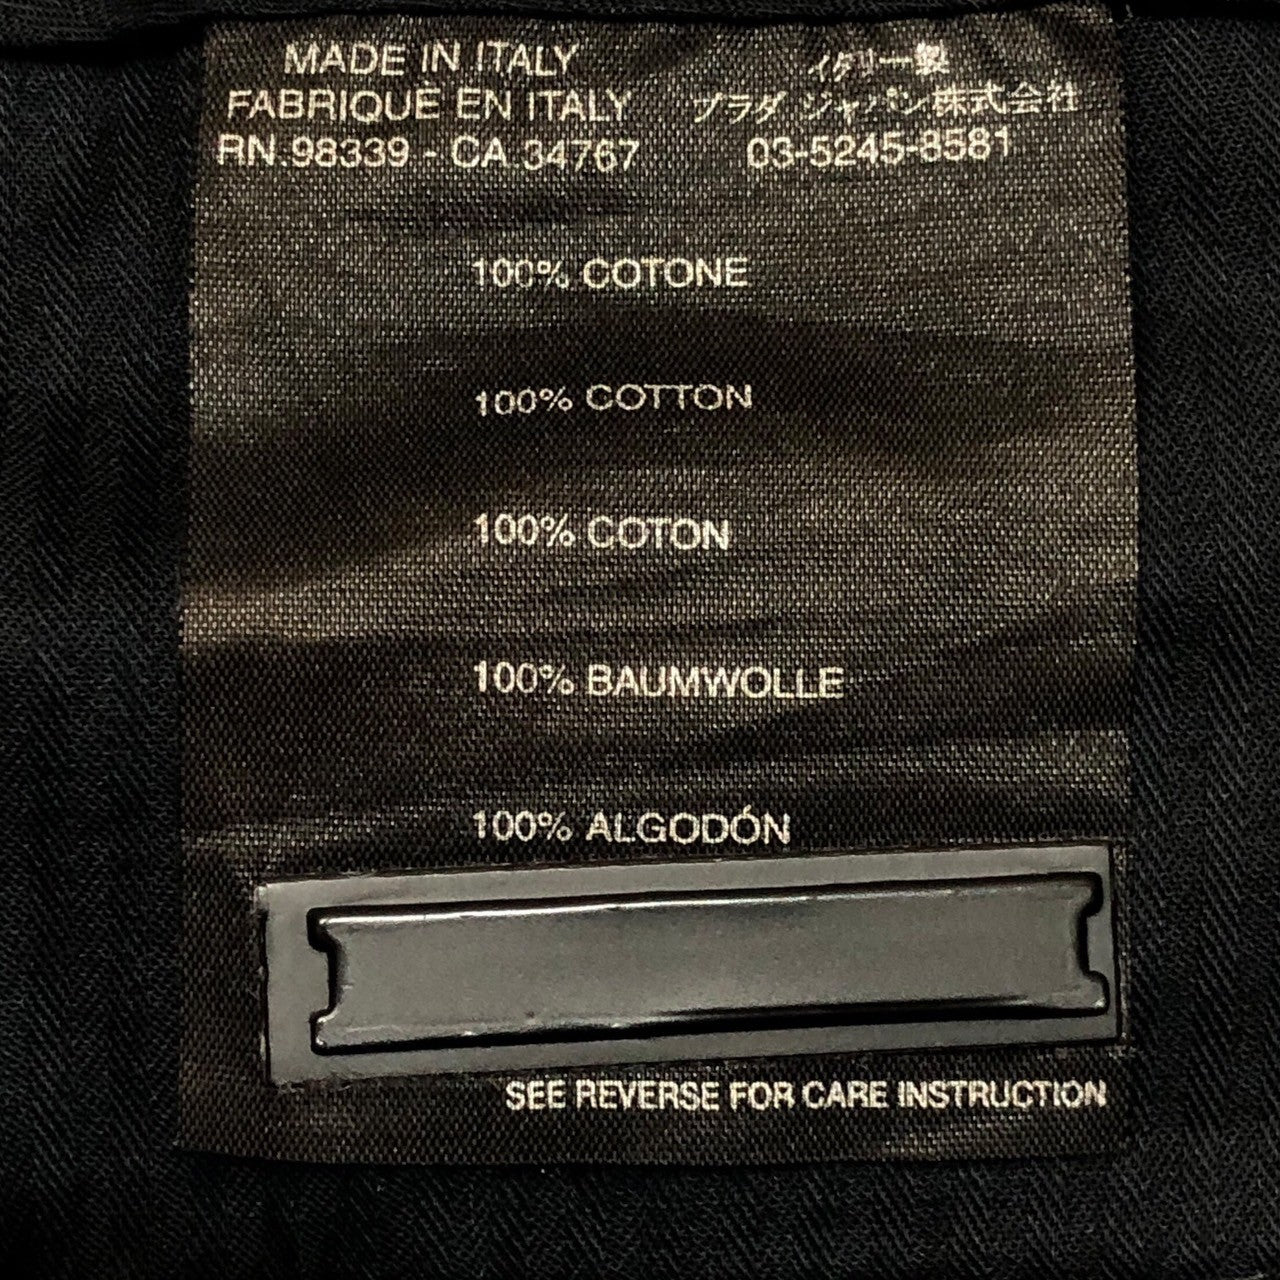 MADE IN ITALY
FABRIQUÈ EN ITALY
RN.98339 - CA 34767
イタリー製
プラダ ジャパン株式会社
03-5245-8581
100% COTONE
100% COTTON
100% COTON
100% BAUMWOLLE
100% ALGODÓN
SEE REVERSE FOR CARE INSTRUCTION